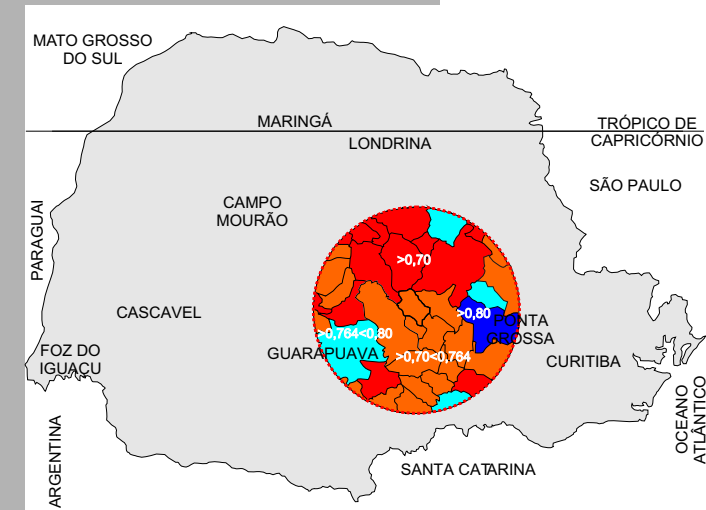 MATO GROSSO
DO SUL
MARINGÁ
TRÓPICO DE
CAPRICÓRNIO
LONDRINA
SÃO PAULO
CAMPO
MOURÃO
PARAGUAI
>0,70
CASCAVEL
>0,80
PONTA
GROSSA
>0,764<0,80
GUARAPUAVA
>0,70<0,764
FOZ DO
IGUAÇU
CURITIBA
OCEANO
ATLÂNTICO
ARGENTINA
SANTA CATARINA